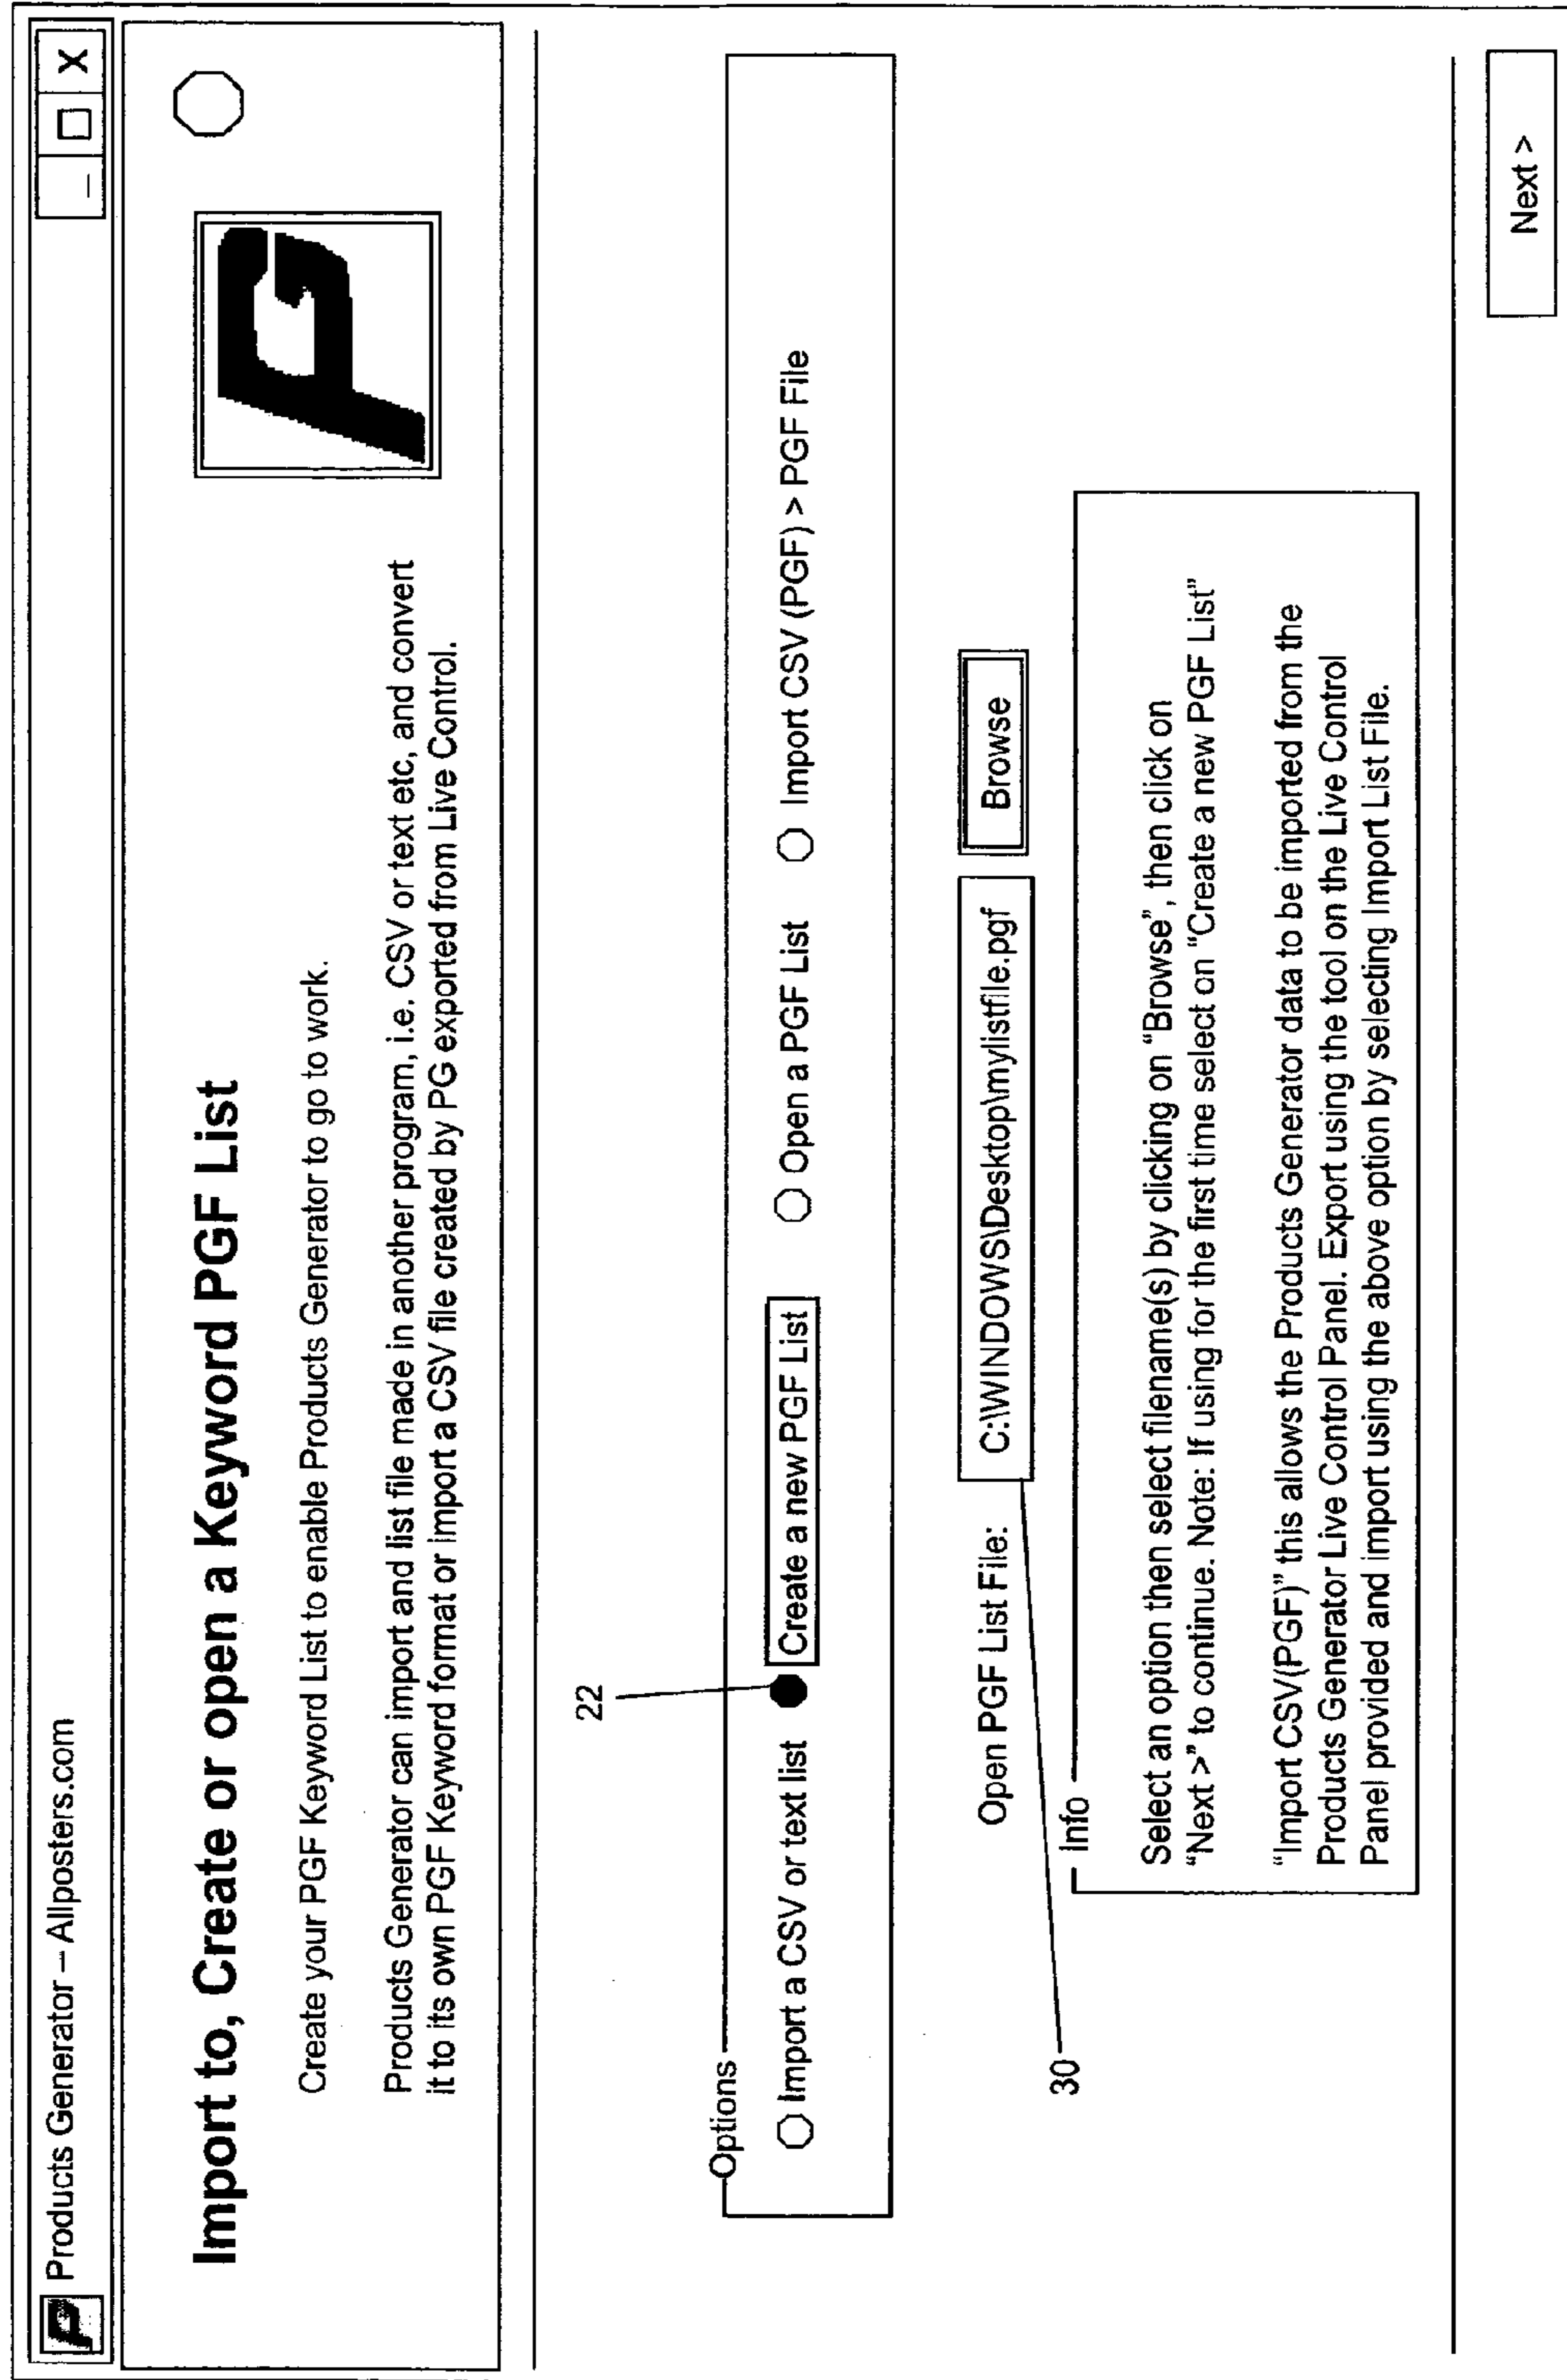 Products Generator – Allposters.com
_ □ X
Import to, Create or open a Keyword PGF List
Create your PGF Keyword List to enable Products Generator to go to work.
Products Generator can import and list file made in another program, i.e. CSV or text etc, and convert
it to its own PGF Keyword format or import a CSV file created by PG exported from Live Control.
PG
22
Options
Import a CSV or text list
Create a new PGF List
Open a PGF List
Import CSV (PGF) > PGF File
Open PGF List File:
C:\WINDOWS\Desktop\mylistfile.pgf
Browse
30
Info
Select an option then select filename(s) by clicking on “Browse”, then click on
“Next >” to continue. Note: If using for the first time select on “Create a new PGF List”
“Import CSV(PGF)” this allows the Products Generator data to be imported from the
Products Generator Live Control Panel. Export using the tool on the Live Control
Panel provided and import using the above option by selecting Import List File.
Next >